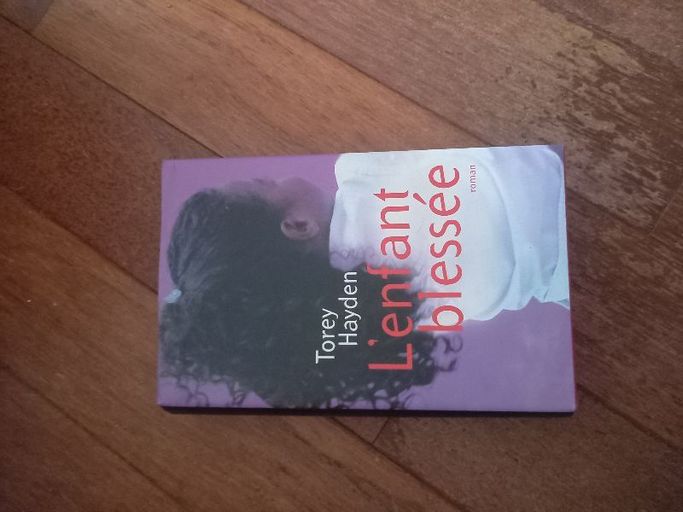 Torey
Hayden
L'enfant
blessée
roman